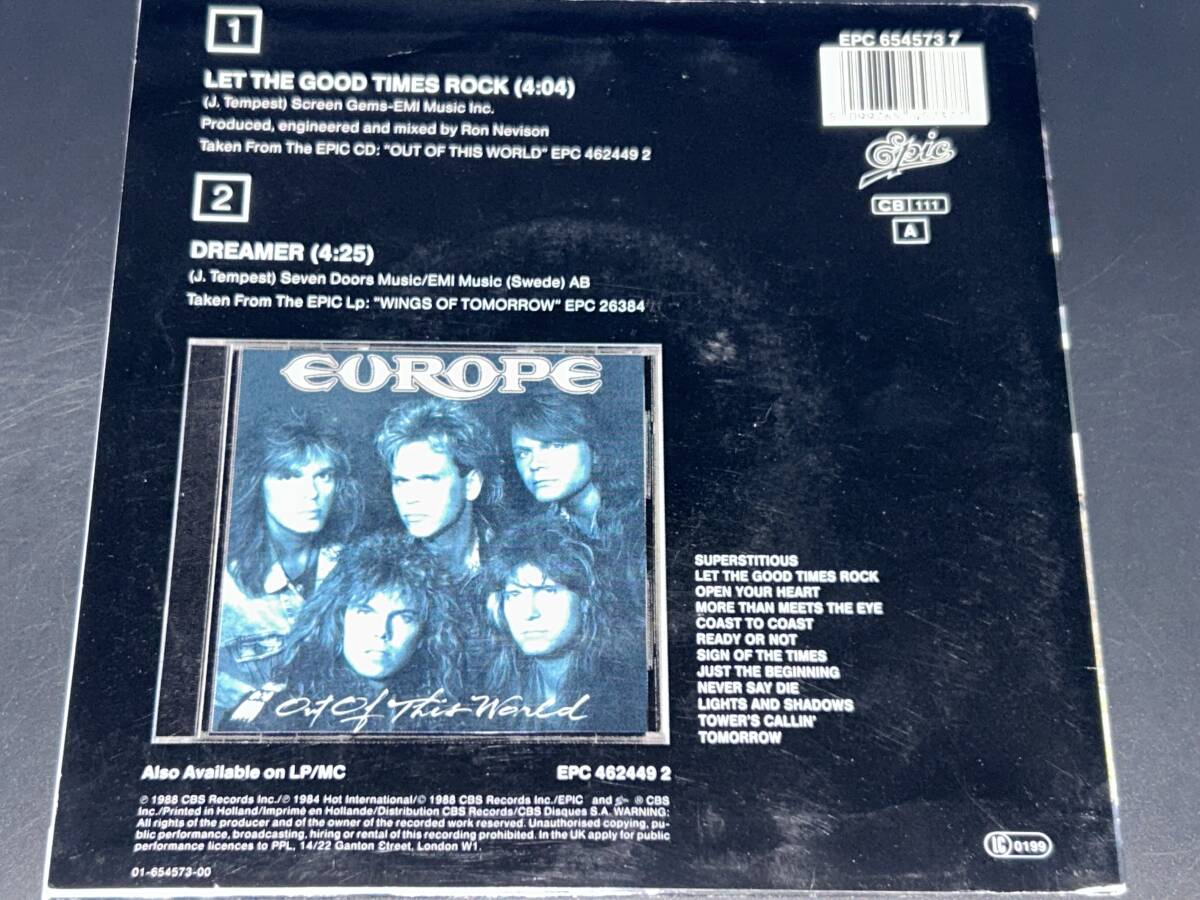 1
LET THE GOOD TIMES ROCK (4:04)
(J. Tempest) Screen Gems-EMI Music Inc.
Produced, engineered and mixed by Ron Nevison
Taken From The EPIC CD: "OUT OF THIS WORLD" EPC 462449 2
EPC 654573 7
Epic
CB 111
A
2
DREAMER (4:25)
(J. Tempest) Seven Doors Music/EMI Music (Swede) AB
Taken From The EPIC Lp: "WINGS OF TOMORROW" EPC 26384
EUROPE
Out Of This World
SUPERSTITIOUS
LET THE GOOD TIMES ROCK
OPEN YOUR HEART
MORE THAN MEETS THE EYE
COAST TO COAST
READY OR NOT
SIGN OF THE TIMES
JUST THE BEGINNING
NEVER SAY DIE
LIGHTS AND SHADOWS
TOWER'S CALLIN'
TOMORROW
Also Available on LP/MC EPC 462449 2
℗ 1988 CBS Records Inc./℗ 1984 Hot International/© 1988 CBS Records Inc./EPIC and ® CBS
Inc./Printed in Holland/Imprimé en Hollande/Distribution CBS Records/CBS Disques S.A. WARNING:
All rights of the producer and of the owner of the recorded work reserved. Unauthorised copying, pu-
blic performance, broadcasting, hiring or rental of this recording prohibited. In the UK apply for public
performance licences to PPL, 14/22 Ganton Street, London W1.
01-654573-00
LC 0199